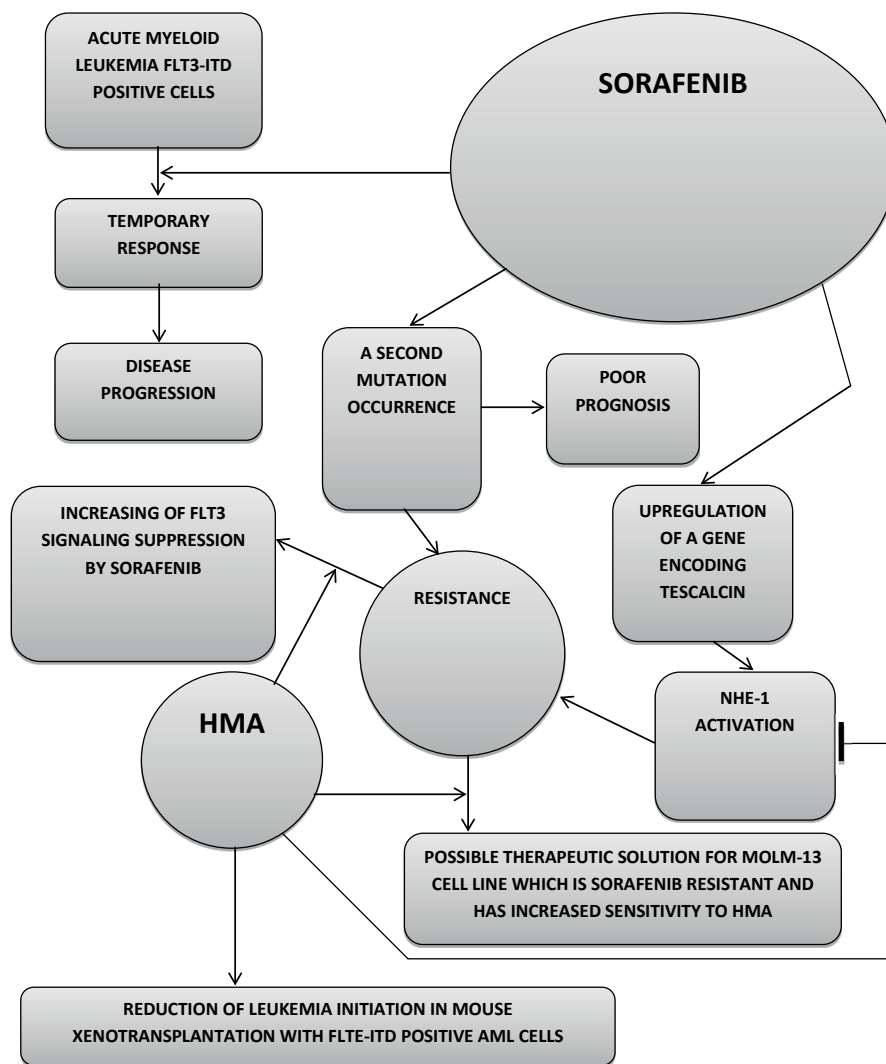 ACUTE MYELOID
LEUKEMIA FLT3-ITD
POSITIVE CELLS
SORAFENIB
TEMPORARY
RESPONSE
DISEASE
PROGRESSION
A SECOND
MUTATION
OCCURRENCE
POOR
PROGNOSIS
UPREGULATION
OF A GENE
ENCODING
TESCALCIN
INCREASING OF FLT3
SIGNALING SUPPRESSION
BY SORAFENIB
RESISTANCE
HMA
NHE-1
ACTIVATION
POSSIBLE THERAPEUTIC SOLUTION FOR MOLM-13
CELL LINE WHICH IS SORAFENIB RESISTANT AND
HAS INCREASED SENSITIVITY TO HMA
REDUCTION OF LEUKEMIA INITIATION IN MOUSE
XENOTRANSPLANTATION WITH FLTE-ITD POSITIVE AML CELLS